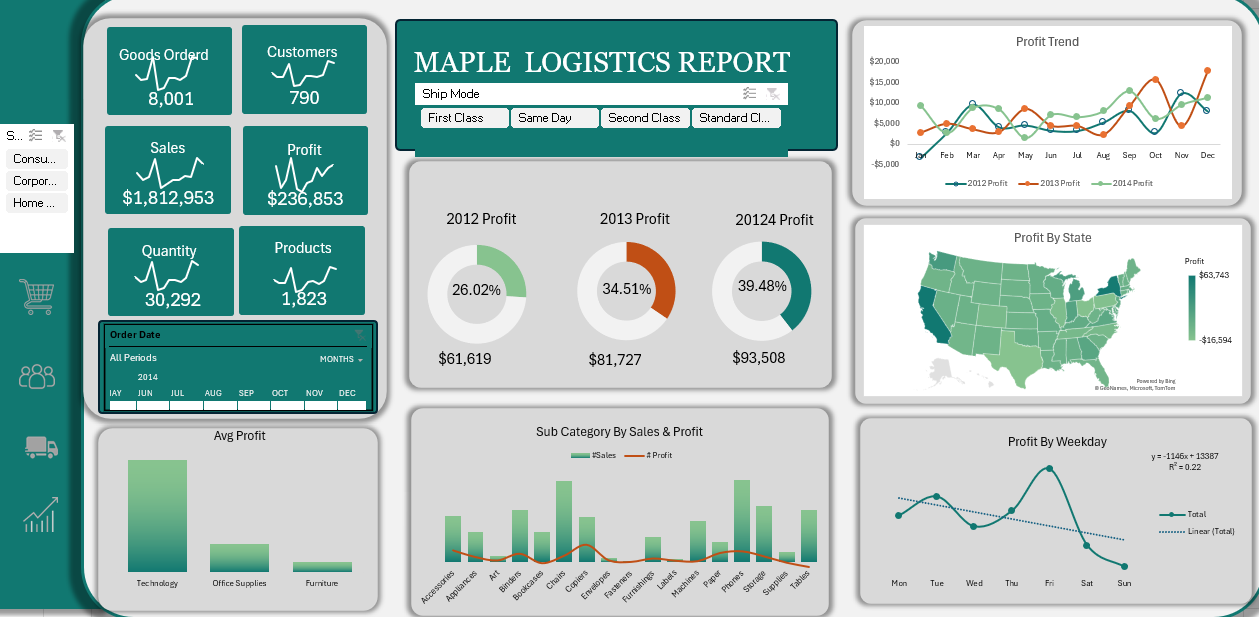 S...
Consu...
Corpor...
Home ...
Goods Orderd
8,001
Customers
790
Sales
$1,812,953
Profit
$236,853
Quantity
30,292
Products
1,823
Order Date
All Periods
MONTHS
2014
IAY JUN JUL AUG SEP OCT NOV DEC
Avg Profit
Technology Office Supplies Furniture
MAPLE LOGISTICS REPORT
Ship Mode
First Class Same Day Second Class Standard Cl...
2012 Profit
26.02%
$61,619
2013 Profit
34.51%
$81,727
20124 Profit
39.48%
$93,508
Sub Category By Sales & Profit
#Sales # Profit
Accessories
Appliances
Art
Binders
Bookcases
Chairs
Copiers
Envelopes
Fasteners
Furnishings
Labels
Machines
Paper
Phones
Storage
Supplies
Tables
Profit Trend
$20,000
$15,000
$10,000
$5,000
$0
-$5,000
Jan Feb Mar Apr May Jun Jul Aug Sep Oct Nov Dec
2012 Profit 2013 Profit 2014 Profit
Profit By State
Profit
$63,743
-$16,594
Powered by Bing
© GeoNames, Microsoft, TomTom
Profit By Weekday
y = -1146x + 13387
R² = 0.22
Total
Linear (Total)
Mon Tue Wed Thu Fri Sat Sun